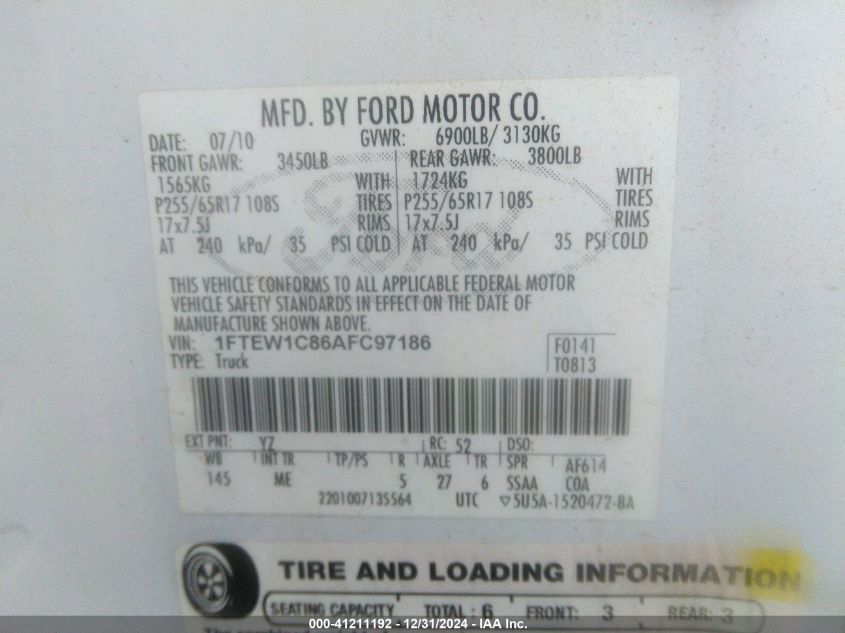 MFD. BY FORD MOTOR CO.
DATE: 07/10 GVWR: 6900LB/ 3130KG
FRONT GAWR: 3450LB REAR GAWR: 3800LB
1565KG WITH 1724KG WITH
P255/65R17 108S TIRES P255/65R17 108S TIRES
17x7.5J RIMS 17x7.5J RIMS
AT 240 kPa/ 35 PSI COLD AT 240 kPa/ 35 PSI COLD
THIS VEHICLE CONFORMS TO ALL APPLICABLE FEDERAL MOTOR
VEHICLE SAFETY STANDARDS IN EFFECT ON THE DATE OF
MANUFACTURE SHOWN ABOVE.
VIN: 1FTEW1C86AFC97186 F0141
TYPE: Truck T0813
EXT PNT: YZ RC: 52 DSO:
WB INT TR TP/PS R AXLE TR SPR AF614
145 ME 5 27 6 SSAA COA
2201007135564 UTC ▽5U5A-1520472-BA
TIRE AND LOADING INFORMATION
SEATING CAPACITY TOTAL : 6 FRONT: 3 REAR: 3
000-41211192 - 12/31/2024 - IAA Inc.